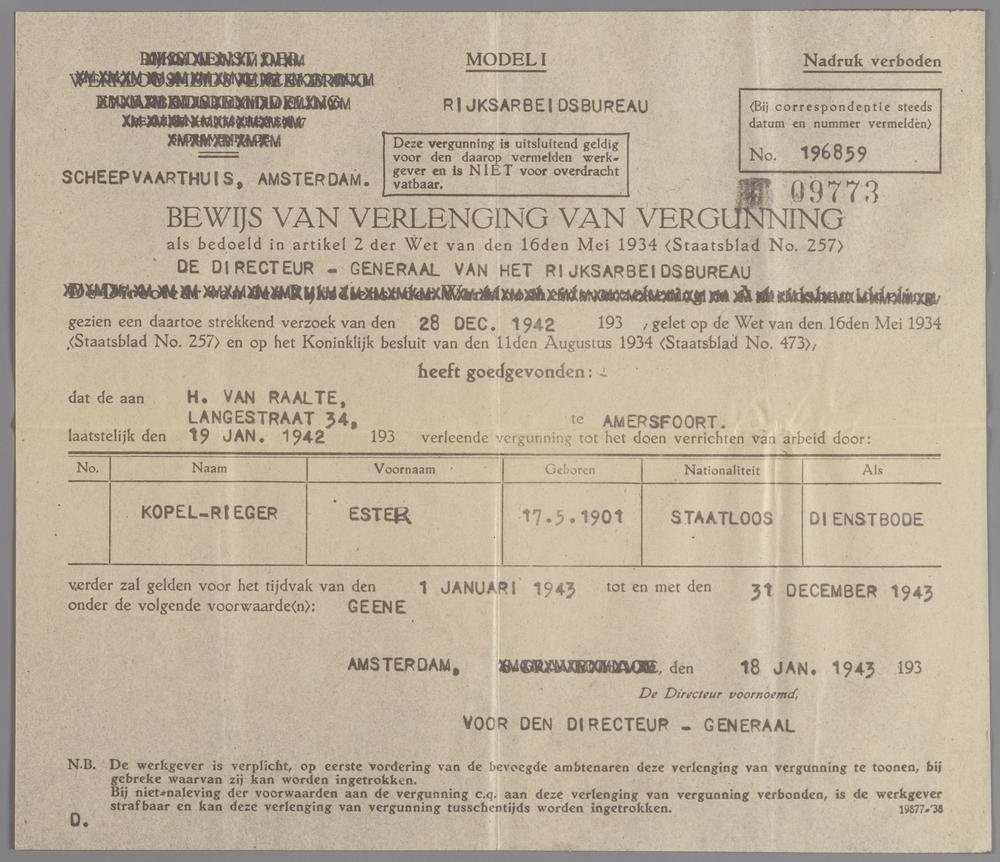 MODEL I
Nadruk verboden
RIJKSARBEIDSBUREAU
(Bij correspondentie steeds
datum en nummer vermelden)
No. 196859
Deze vergunning is uitsluitend geldig
voor den daarop vermelden werk-
gever en is NIET voor overdracht
vatbaar.
SCHEEPVAARTHUIS, AMSTERDAM.
09773
BEWIJS VAN VERLENGING VAN VERGUNNING
als bedoeld in artikel 2 der Wet van den 16den Mei 1934 (Staatsblad No. 257)
DE DIRECTEUR - GENERAAL VAN HET RIJKSARBEIDSBUREAU
gezien een daartoe strekkend verzoek van den 28 DEC. 1942 193 , gelet op de Wet van den 16den Mei 1934
(Staatsblad No. 257) en op het Koninklijk besluit van den 11den Augustus 1934 (Staatsblad No. 473),
heeft goedgevonden:
dat de aan H. VAN RAALTE,
LANGESTRAAT 34, te AMERSFOORT.
laatstelijk den 19 JAN. 1942 193 verleende vergunning tot het doen verrichten van arbeid door:
No. Naam Voornaam Geboren Nationaliteit Als
KOPEL-RIEGER ESTER 17.5.1901 STAATLOOS DIENSTBODE
verder zal gelden voor het tijdvak van den 1 JANUARI 1943 tot en met den 31 DECEMBER 1943
onder de volgende voorwaarde(n): GEENE
AMSTERDAM, , den 18 JAN. 1943 193
De Directeur voornoemd,
VOOR DEN DIRECTEUR - GENERAAL
N.B. De werkgever is verplicht, op eerste vordering van de bevoegde ambtenaren deze verlenging van vergunning te toonen, bij
gebreke waarvan zij kan worden ingetrokken.
Bij niet-naleving der voorwaarden aan de vergunning c.q. aan deze verlenging van vergunning verbonden, is de werkgever
strafbaar en kan deze verlenging van vergunning tusschentijds worden ingetrokken.
19877-'38
D.